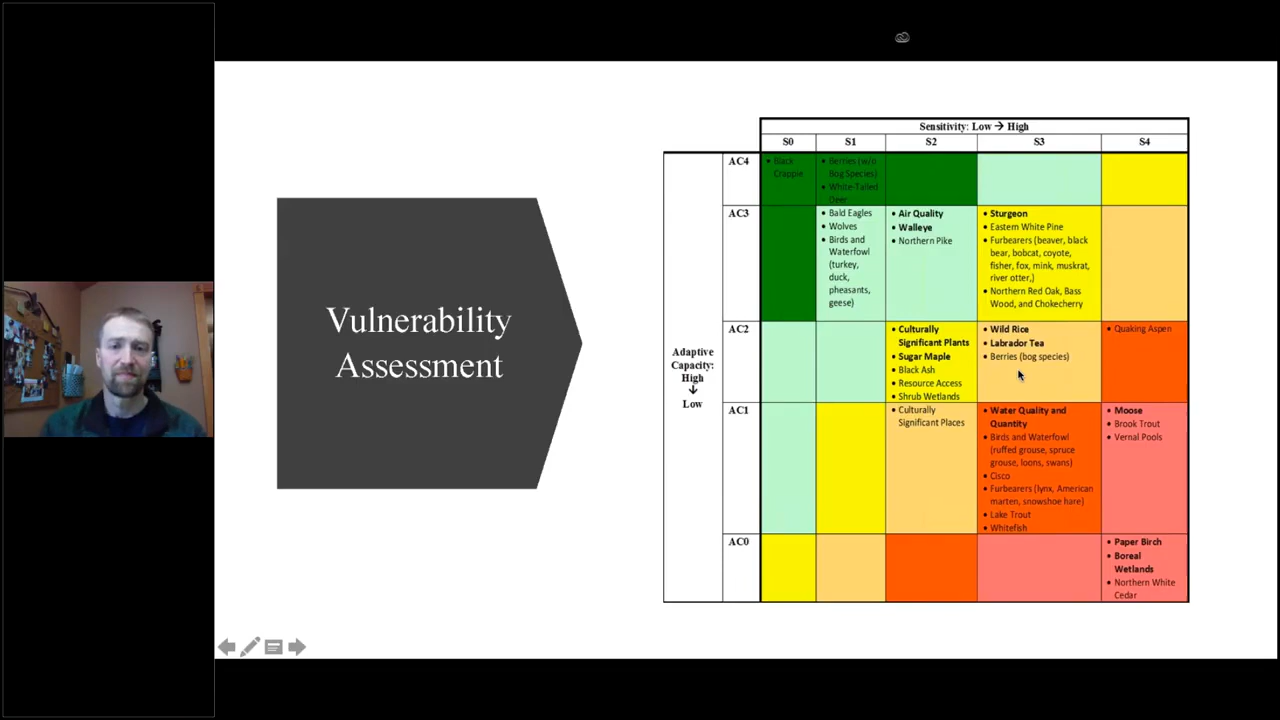 Vulnerability
Assessment
Sensitivity: Low → High
S0 S1 S2 S3 S4
Adaptive
Capacity:
High
↓
Low
AC4
• Black
Crappie
• Berries (w/o
Bog Species)
• White-Tailed
Deer
AC3
• Bald Eagles
• Wolves
• Birds and
Waterfowl
(turkey,
duck,
pheasants,
geese)
• Air Quality
• Walleye
• Northern Pike
• Sturgeon
• Eastern White Pine
• Furbearers (beaver, black
bear, bobcat, coyote,
fisher, fox, mink, muskrat,
river otter,)
• Northern Red Oak, Bass
Wood, and Chokecherry
AC2
• Culturally
Significant Plants
• Sugar Maple
• Black Ash
• Resource Access
• Shrub Wetlands
• Wild Rice
• Labrador Tea
• Berries (bog species)
• Quaking Aspen
AC1
• Culturally
Significant Places
• Water Quality and
Quantity
• Birds and Waterfowl
(ruffed grouse, spruce
grouse, loons, swans)
• Cisco
• Furbearers (lynx, American
marten, snowshoe hare)
• Lake Trout
• Whitefish
• Moose
• Brook Trout
• Vernal Pools
AC0
• Paper Birch
• Boreal
Wetlands
• Northern White
Cedar